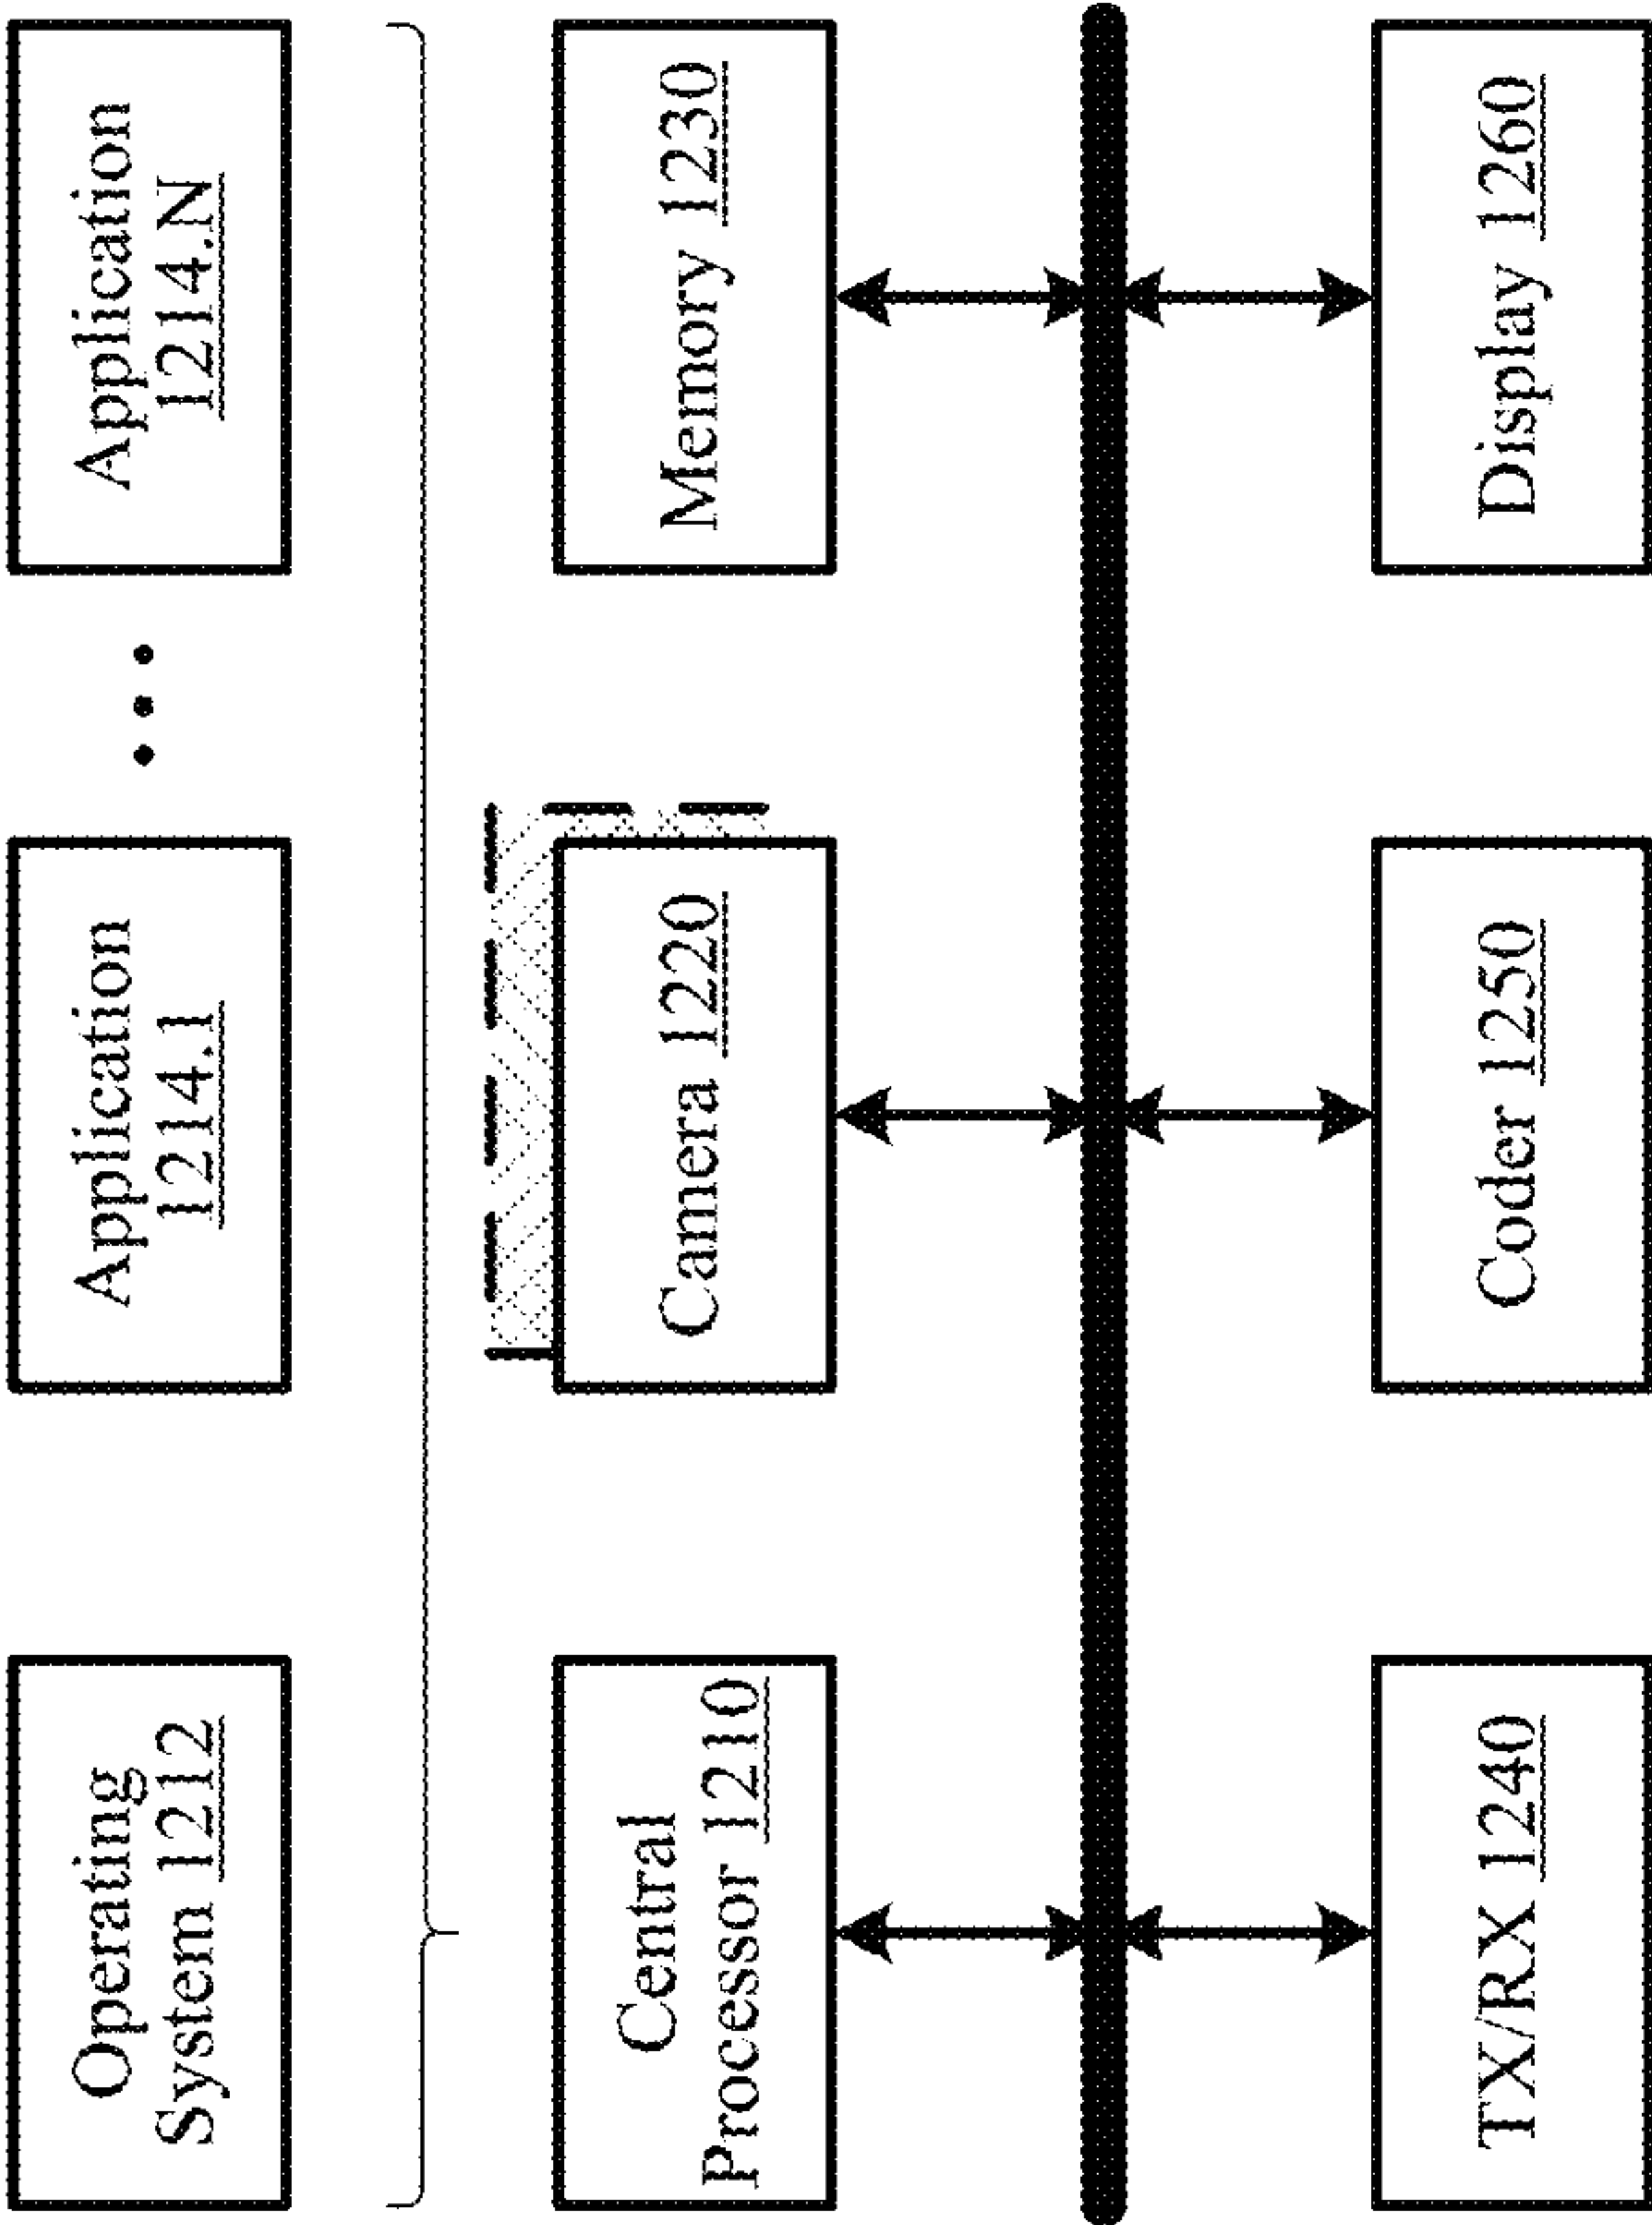 Operating
System 1212
Application
1214.1
Application
1214.N
Central
Processor 1210
Camera 1220
Memory 1230
TX/RX 1240
Coder 1250
Display 1260